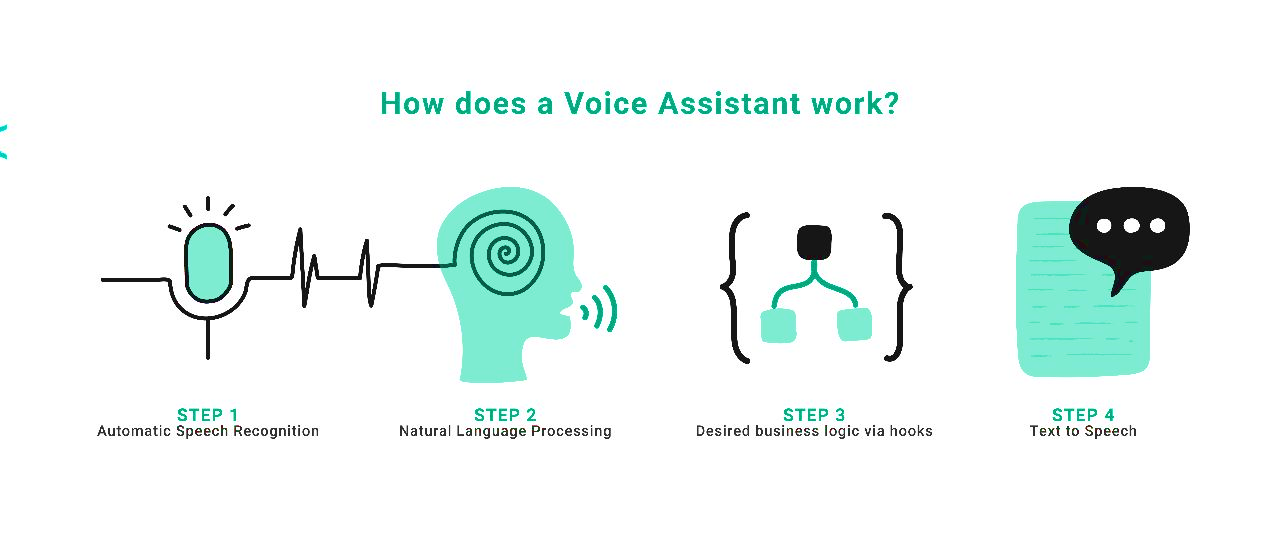 How does a Voice Assistant work?
STEP 1
Automatic Speech Recognition
STEP 2
Natural Language Processing
STEP 3
Desired business logic via hooks
STEP 4
Text to Speech